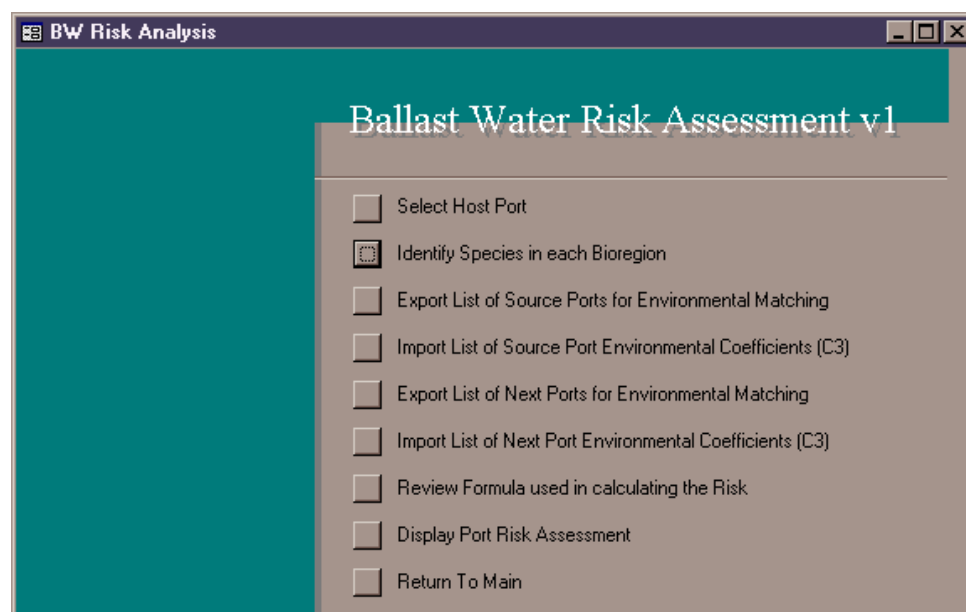 BW Risk Analysis
Ballast Water Risk Assessment v1
Select Host Port
Identify Species in each Bioregion
Export List of Source Ports for Environmental Matching
Import List of Source Port Environmental Coefficients (C3)
Export List of Next Ports for Environmental Matching
Import List of Next Port Environmental Coefficients (C3)
Review Formula used in calculating the Risk
Display Port Risk Assessment
Return To Main